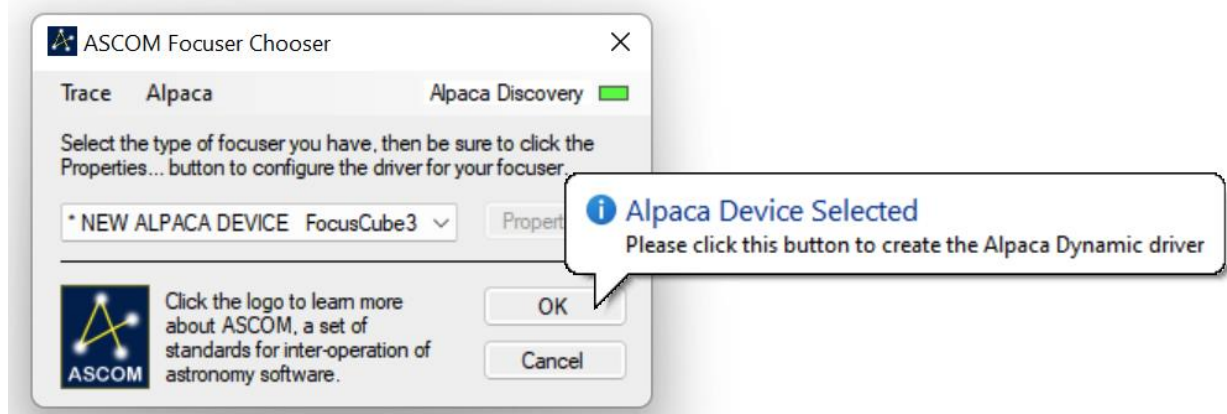 ASCOM Focuser Chooser
Trace Alpaca Alpaca Discovery
Select the type of focuser you have, then be sure to click the
Properties... button to configure the driver for your focuser.
* NEW ALPACA DEVICE FocusCube3
Propert
Alpaca Device Selected
Please click this button to create the Alpaca Dynamic driver
ASCOM
Click the logo to learn more
about ASCOM, a set of
standards for inter-operation of
astronomy software.
OK
Cancel